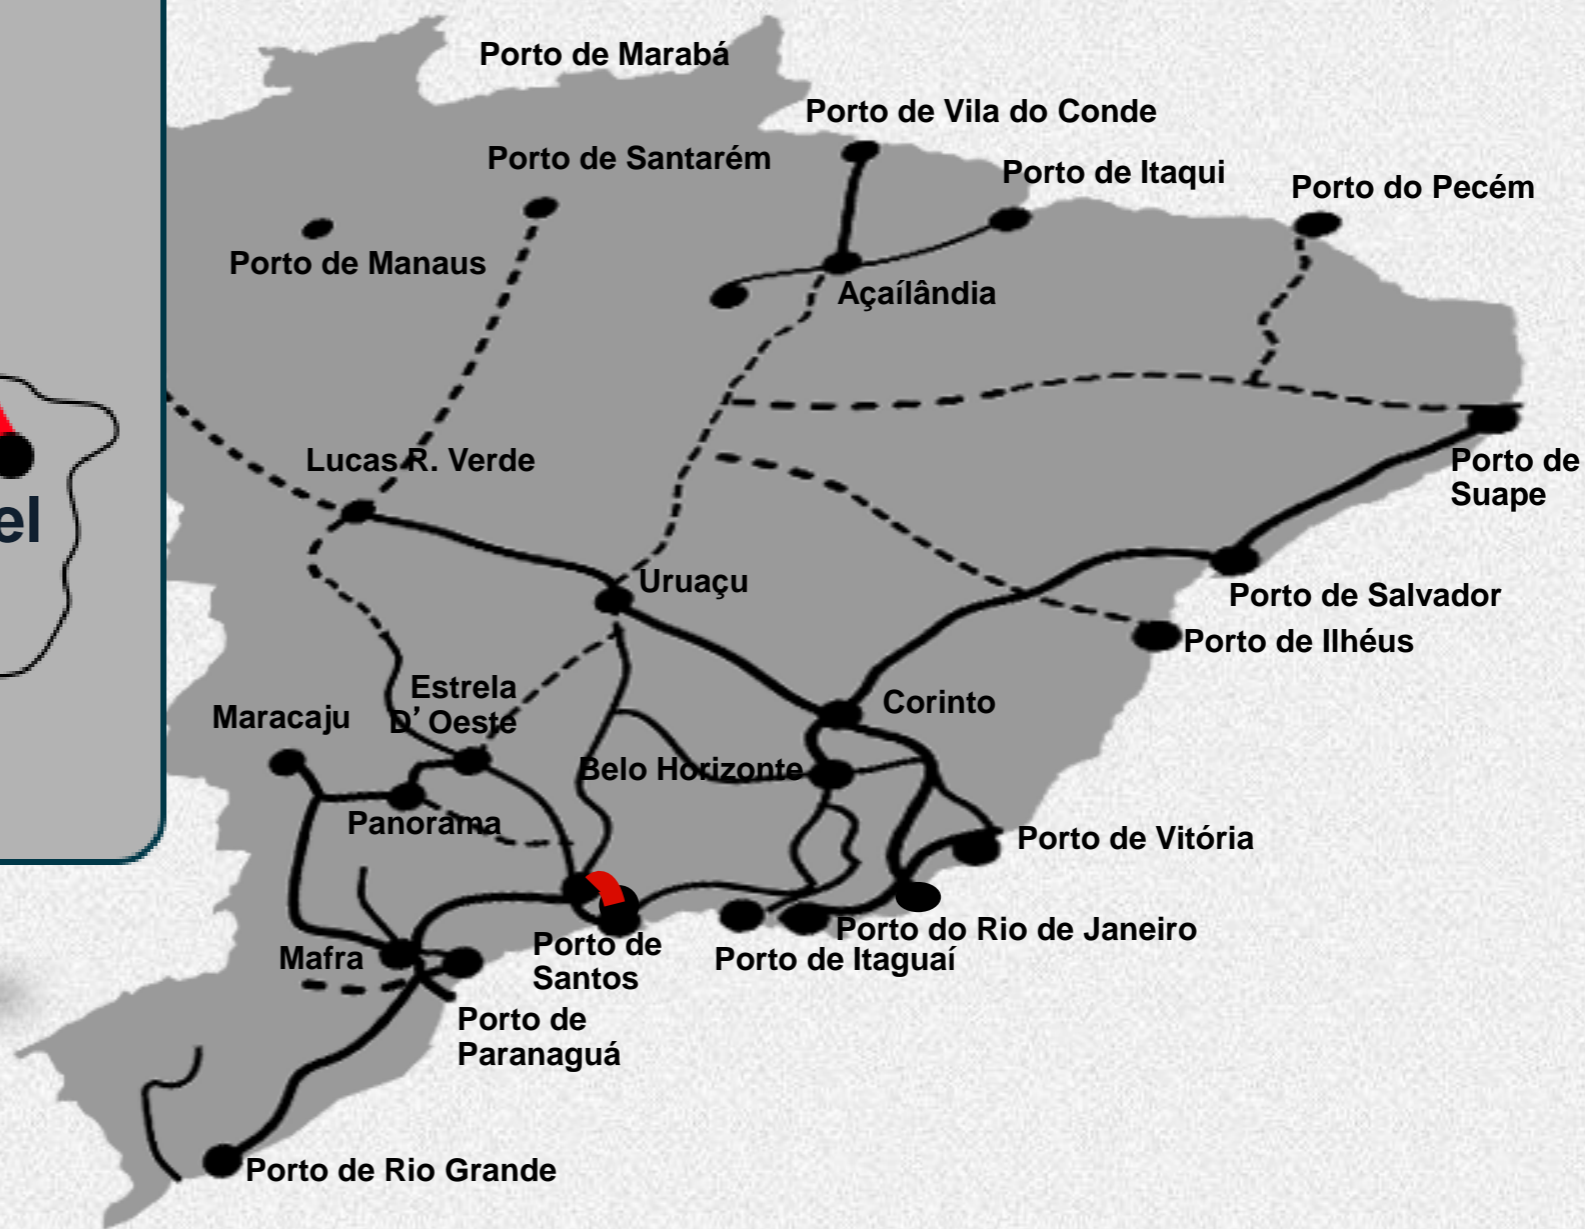 Porto de Marabá
Porto de Vila do Conde
Porto de Santarém
Porto de Itaqui
Porto do Pecém
Porto de Manaus
Açaílândia
Lucas R. Verde
Porto de
Suape
el
Uruaçu
Porto de Salvador
Porto de Ilhéus
Estrela
D’ Oeste
Maracaju
Corinto
Belo Horizonte
Panorama
Porto de Vitória
Porto do Rio de Janeiro
Porto de Itaguaí
Porto de
Santos
Mafra
Porto de
Paranaguá
Porto de Rio Grande